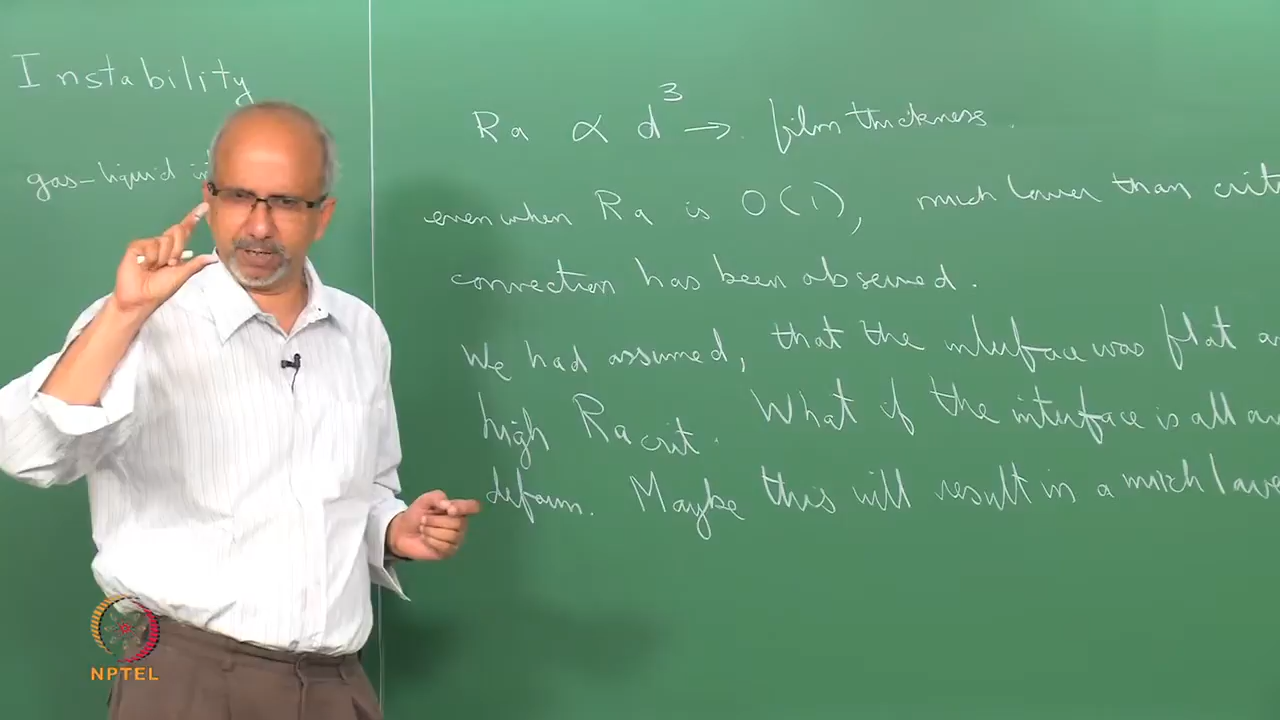 Instability
gas-liquid
Ra ∝ d³ → film thickness.
even when Ra is O(1), much lower than crit
convection has been observed.
We had assumed, that the interface was flat an
high Ra crit. What if the interface is all
deform. Maybe this will result in a much lowe
NPTEL